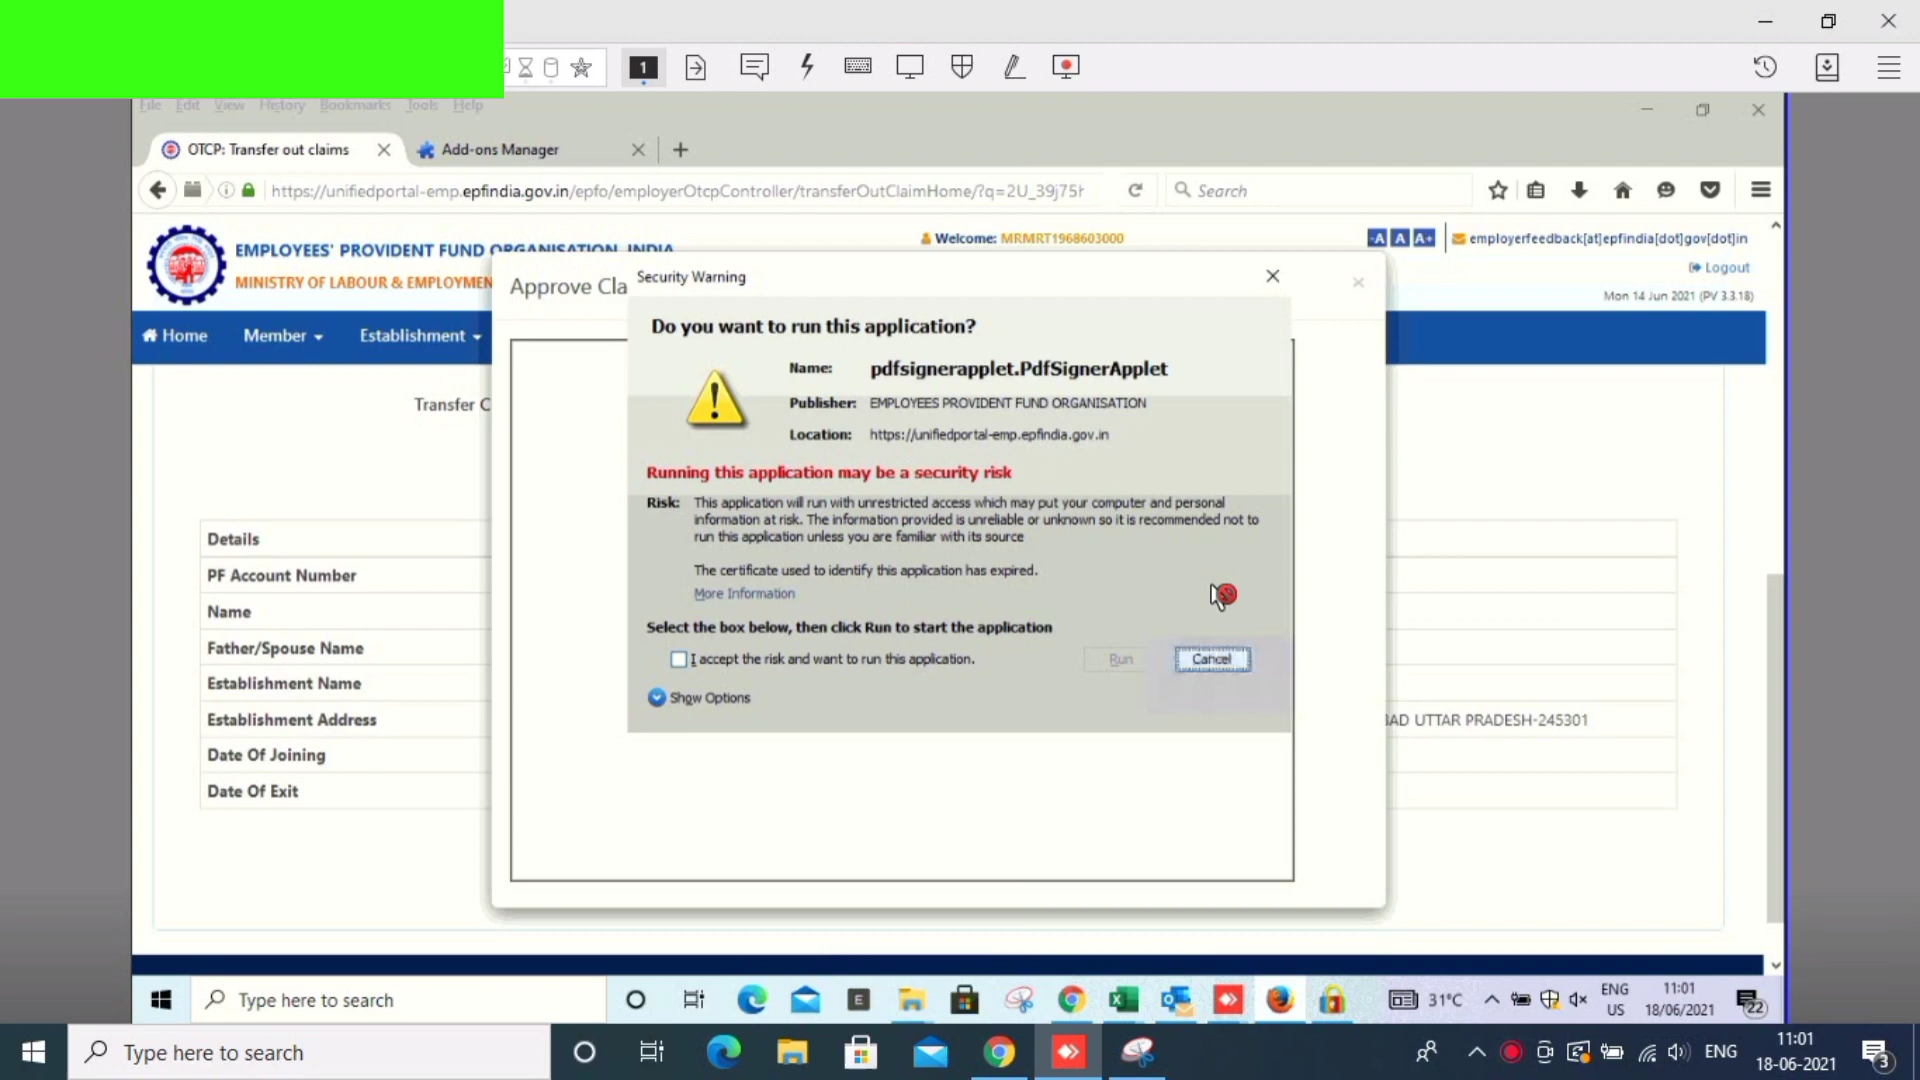 1
File Edit View History Bookmarks Tools Help
OTCP: Transfer out claims
Add-ons Manager
https://unifiedportal-emp.epfindia.gov.in/epfo/employerOtcpController/transferOutClaimHome/?q=2U_39j75h
Search
EMPLOYEES' PROVIDENT FUND ORGANISATION, INDIA
MINISTRY OF LABOUR & EMPLOYMEN
Welcome: MRMRT1968603000
-A A A+
employerfeedback[at]epfindia[dot]gov[dot]in
Logout
Mon 14 Jun 2021 (PV 3.3.18)
Home Member Establishment
Approve Cla
Security Warning
Do you want to run this application?
Name: pdfsignerapplet.PdfSignerApplet
Publisher: EMPLOYEES PROVIDENT FUND ORGANISATION
Location: https://unifiedportal-emp.epfindia.gov.in
Running this application may be a security risk
Risk: This application will run with unrestricted access which may put your computer and personal
information at risk. The information provided is unreliable or unknown so it is recommended not to
run this application unless you are familiar with its source
The certificate used to identify this application has expired.
More Information
Select the box below, then click Run to start the application
I accept the risk and want to run this application.
Run
Cancel
Show Options
Transfer C
Details
PF Account Number
Name
Father/Spouse Name
Establishment Name
Establishment Address
BAD UTTAR PRADESH-245301
Date Of Joining
Date Of Exit
Type here to search
E
31°C
ENG
US
11:01
18/06/2021
22
Type here to search
ENG
11:01
18-06-2021
3